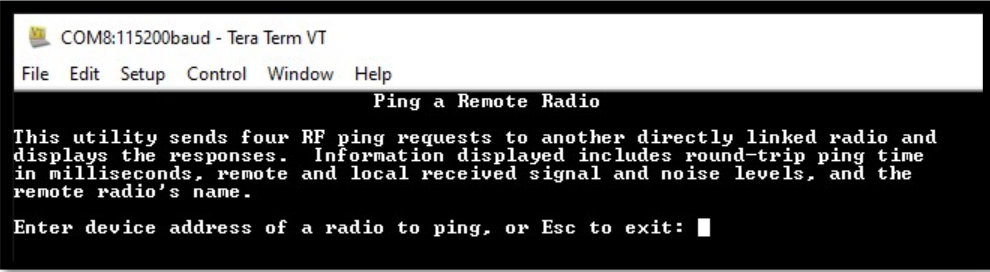 COM8:115200baud - Tera Term VT
File Edit Setup Control Window Help
Ping a Remote Radio
This utility sends four RF ping requests to another directly linked radio and
displays the responses. Information displayed includes round-trip ping time
in milliseconds, remote and local received signal and noise levels, and the
remote radio's name.
Enter device address of a radio to ping, or Esc to exit: